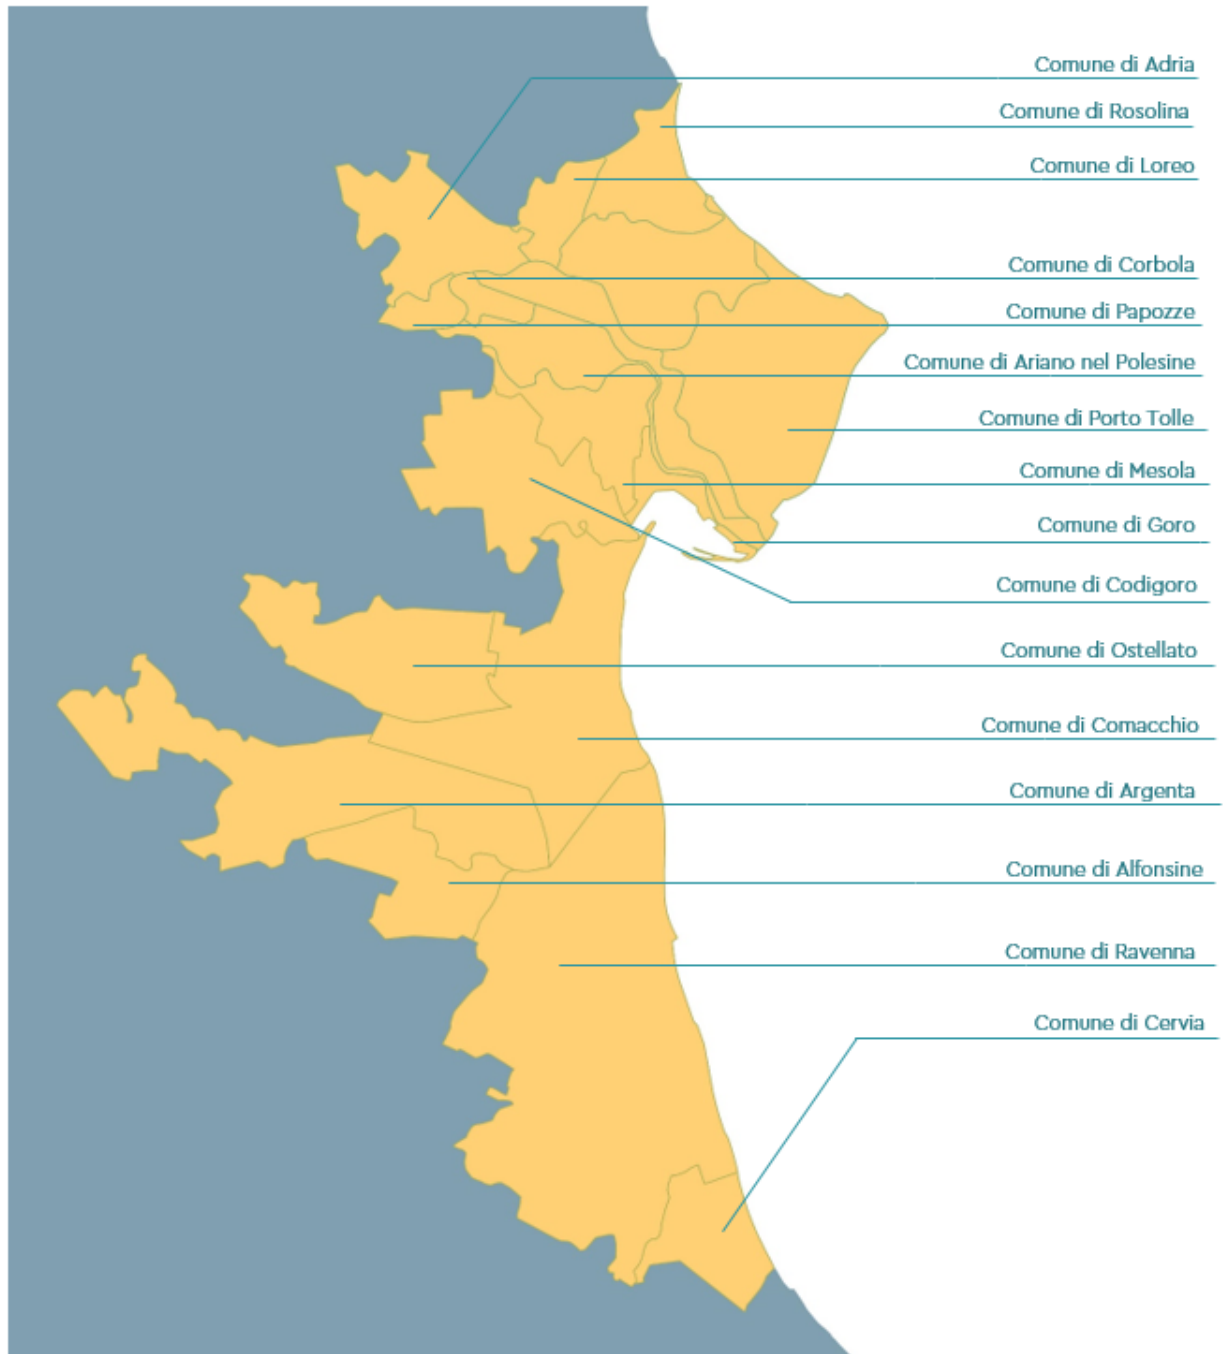 Comune di Adria
Comune di Rosolina
Comune di Loreo
Comune di Corbola
Comune di Papozze
Comune di Ariano nel Polesine
Comune di Porto Tolle
Comune di Mesola
Comune di Goro
Comune di Codigoro
Comune di Ostellato
Comune di Comacchio
Comune di Argenta
Comune di Alfonsine
Comune di Ravenna
Comune di Cervia